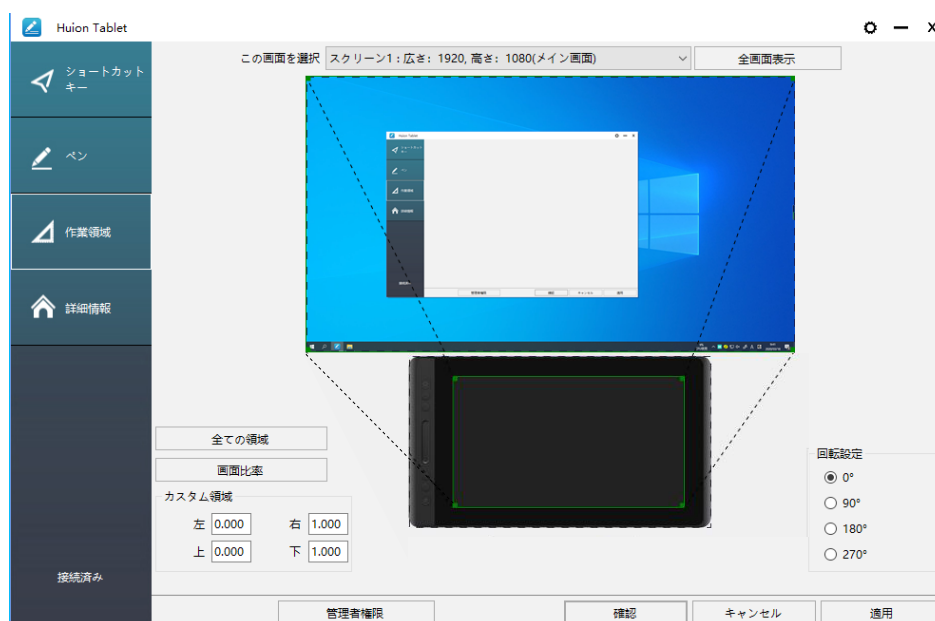 Huion Tablet
X
ショートカット
キー
ペン
作業領域
詳細情報
接続済み
この画面を選択
スクリーン1：広さ：1920, 高さ：1080(メイン画面)
全画面表示
Huion Tablet
全ての領域
画面比率
カスタム領域
左 0.000 右 1.000
上 0.000 下 1.000
回転設定
0°
90°
180°
270°
管理者権限
確認
キャンセル
適用